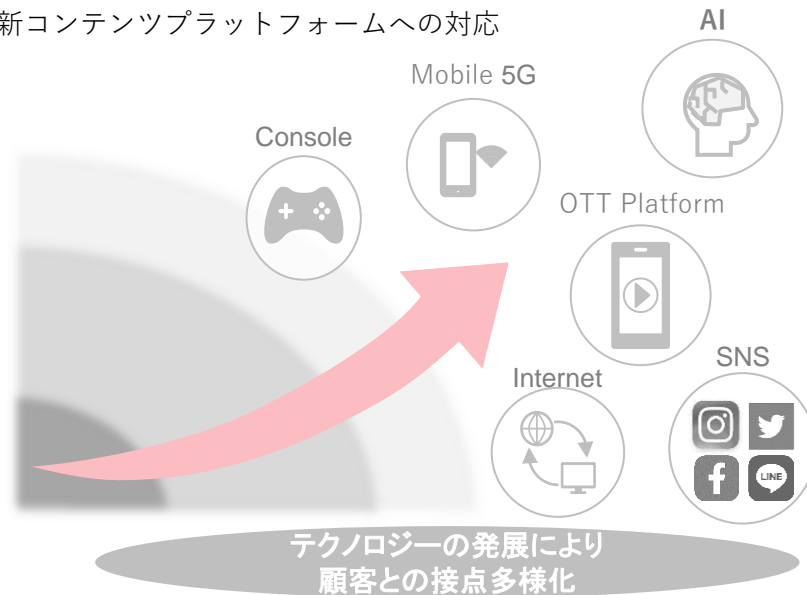 新コンテンツプラットフォームへの対応
AI
Mobile 5G
Console
OTT Platform
SNS
Internet
LINE
テクノロジーの発展により
顧客との接点多様化